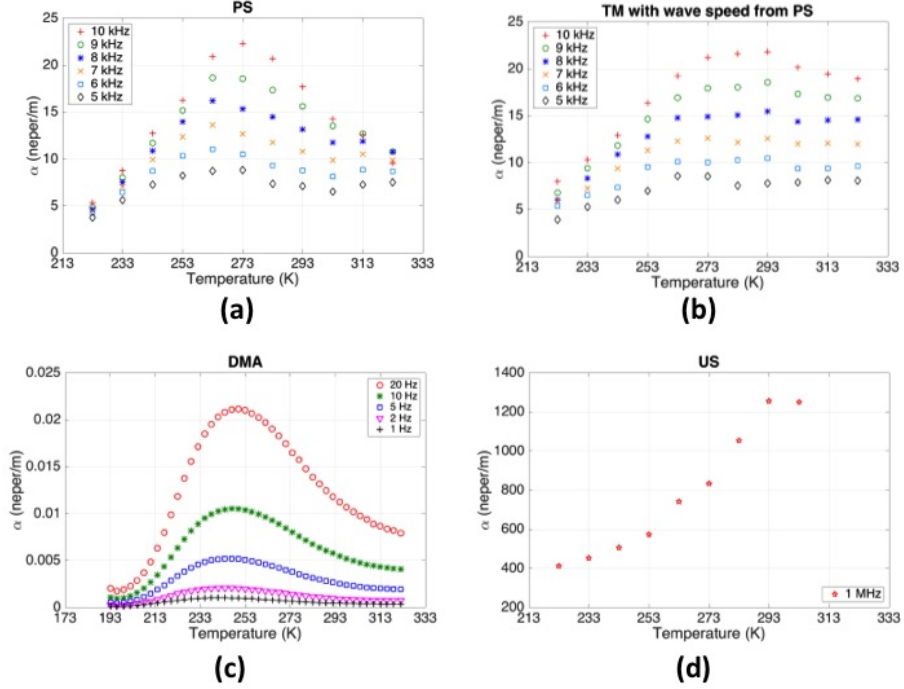 PS
25
20
15
10
5
0
α (neper/m)
10 kHz
9 kHz
8 kHz
7 kHz
6 kHz
5 kHz
213 233 253 273 293 313 333
Temperature (K)
(a)
TM with wave speed from PS
25
20
15
10
5
0
α (neper/m)
10 kHz
9 kHz
8 kHz
7 kHz
6 kHz
5 kHz
213 233 253 273 293 313 333
Temperature (K)
(b)
DMA
0.025
0.02
0.015
0.01
0.005
0
α (neper/m)
20 Hz
10 Hz
5 Hz
2 Hz
1 Hz
173 193 213 233 253 273 293 313 333
Temperature (K)
(c)
US
1400
1200
1000
800
600
400
200
α (neper/m)
1 MHz
213 233 253 273 293 313 333
Temperature (K)
(d)